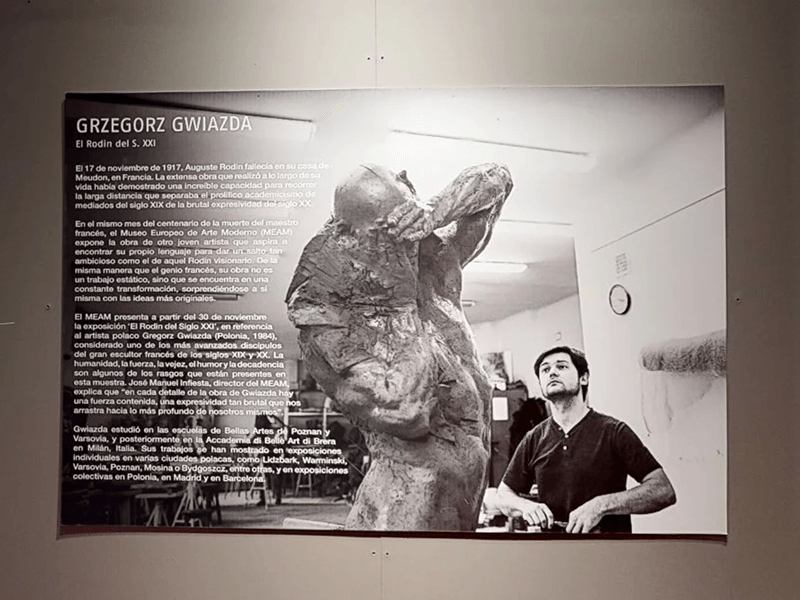 GRZEGORZ GWIAZDA
El Rodin del S. XXI
El 17 de noviembre de 1917, Auguste Rodin fallecía en su casa de
Meudon, en Francia. La extensa obra que realizó a lo largo de su
vida había demostrado una increíble capacidad para recorrer
la larga distancia que separaba el prolífico academicismo de
mediados del siglo XIX de la brutal expresividad del siglo XX.
En el mismo mes del centenario de la muerte del maestro
francés, el Museo Europeo de Arte Moderno (MEAM)
expone la obra de otro joven artista que aspira a
encontrar su propio lenguaje para dar un salto tan
ambicioso como el de aquel Rodin visionario. De la
misma manera que el genio francés, su obra no es
un trabajo estático, sino que se encuentra en una
constante transformación, sorprendiéndose a sí
misma con las ideas más originales.
El MEAM presenta a partir del 30 de noviembre
la exposición 'El Rodin del Siglo XXI', en referencia
al artista polaco Gregorz Gwiazda (Polonia, 1984),
considerado uno de los más avanzados discípulos
del gran escultor francés de los siglos XIX y XX. La
humanidad, la fuerza, la vejez, el humor y la decadencia
son algunos de los rasgos que están presentes en
esta muestra. José Manuel Infiesta, director del MEAM,
explica que "en cada detalle de la obra de Gwiazda hay
una fuerza contenida, una expresividad tan brutal que nos
arrastra hacia lo más profundo de nosotros mismos".
Gwiazda estudió en las escuelas de Bellas Artes de Poznan y
Varsovia, y posteriormente en la Accademia di Belle Art di Brera
en Milán, Italia. Sus trabajos se han mostrado en exposiciones
individuales en varias ciudades polacas, como Lidzbark, Warminski,
Varsovia, Poznan, Mosina o Bydgoszcz, entre otras, y en exposiciones
colectivas en Polonia, en Madrid y en Barcelona.